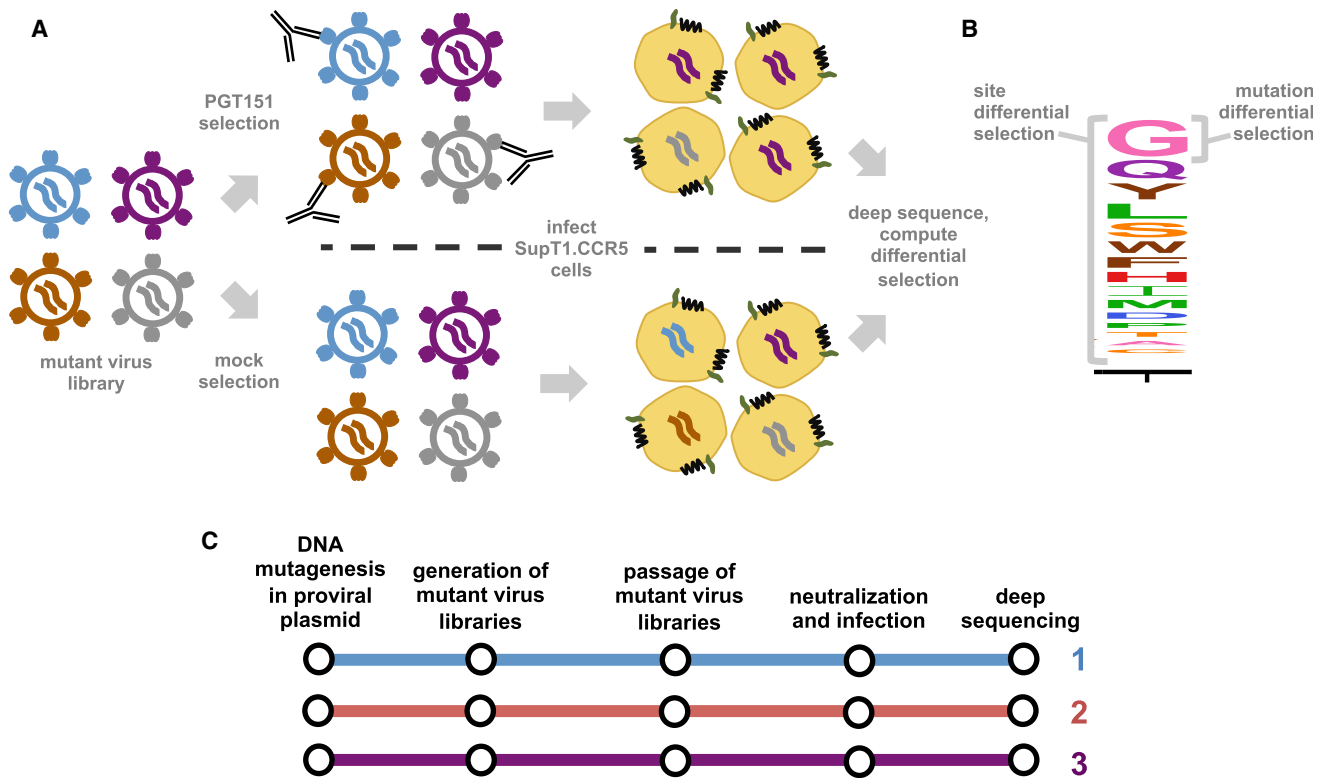 A
PGT151
selection
mutant virus
library
mock
selection
infect
SupT1.CCR5
cells
deep sequence,
compute
differential
selection
B
site
differential
selection
mutation
differential
selection
G
Q
Y
L
S
W
F
H
I
M
D
P
T
A
C
DNA
mutagenesis
in proviral
plasmid
generation of
mutant virus
libraries
passage of
mutant virus
libraries
neutralization
and infection
deep
sequencing
1
2
3